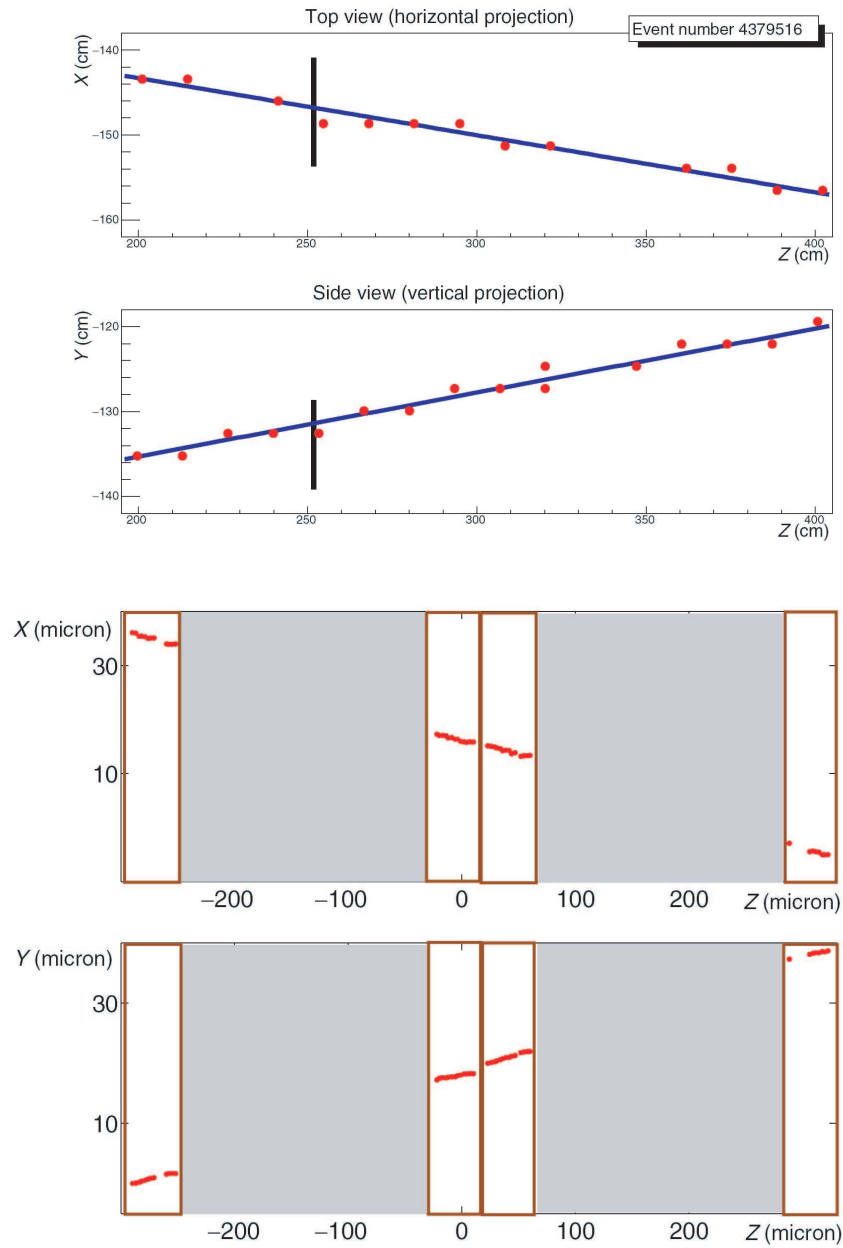 Top view (horizontal projection)
Event number 4379516
X (cm)
−140
−150
−160
200
250
300
350
400
Z (cm)
Side view (vertical projection)
Y (cm)
−120
−130
−140
200
250
300
350
400
Z (cm)
X (micron)
30
10
−200
−100
0
100
200
Z (micron)
Y (micron)
30
10
−200
−100
0
100
200
Z (micron)